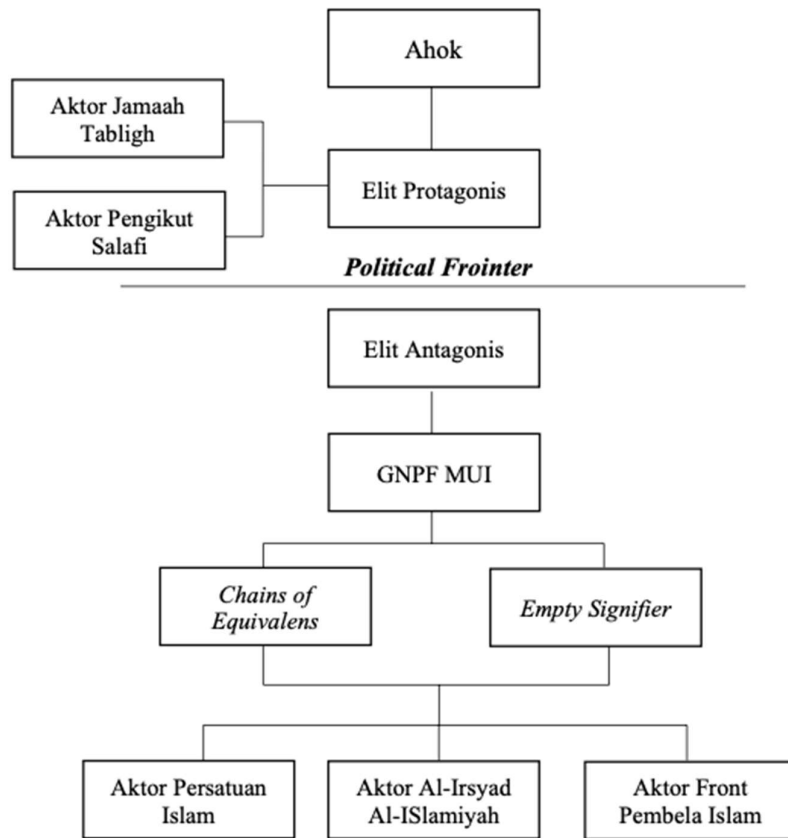 Ahok
Aktor Jamaah
Tabligh
Elit Protagonis
Aktor Pengikut
Salafi
Political Frointer
Elit Antagonis
GNPF MUI
Chains of
Equivalens
Empty Signifier
Aktor Persatuan
Islam
Aktor Al-Irsyad
Al-ISlamiyah
Aktor Front
Pembela Islam